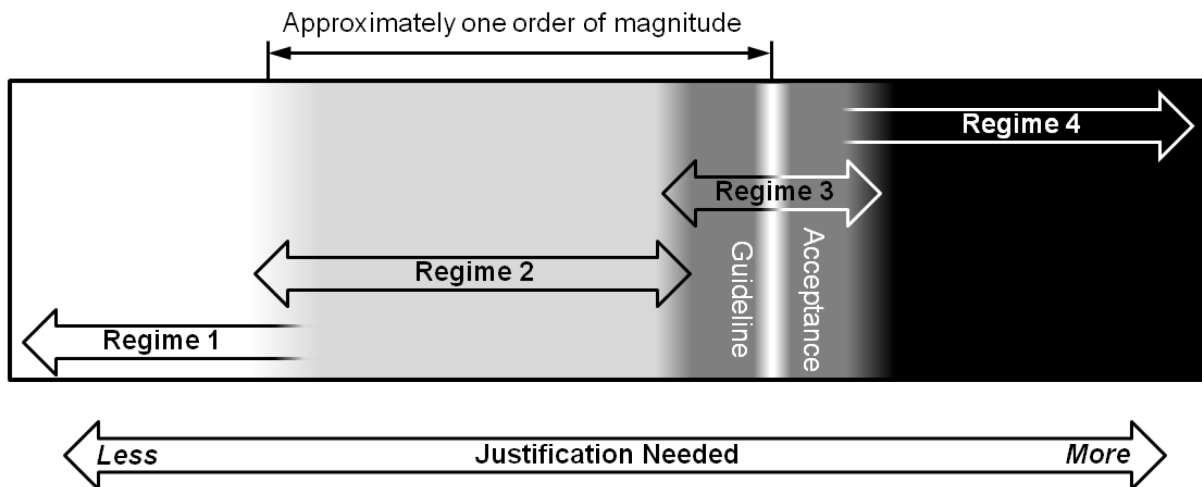 Approximately one order of magnitude
Regime 4
Regime 3
Acceptance
Guideline
Regime 2
Regime 1
Less Justification Needed More